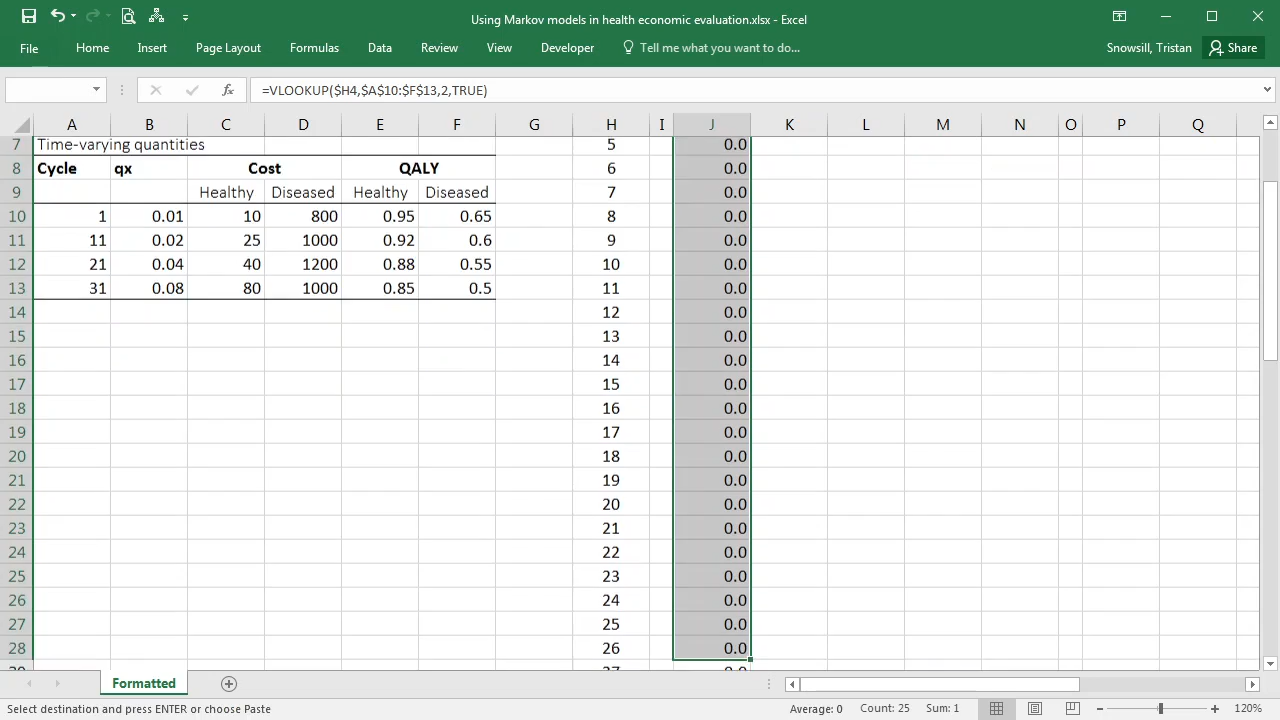 Using Markov models in health economic evaluation.xlsx - Excel
File Home Insert Page Layout Formulas Data Review View Developer Tell me what you want to do... Snowsill, Tristan Share
fx =VLOOKUP($H4,$A$10:$F$13,2,TRUE)
A B C D E F G H I J K L M N O P Q
7 Time-varying quantities 5 0.0
8 Cycle qx Cost QALY 6 0.0
9 Healthy Diseased Healthy Diseased 7 0.0
10 1 0.01 10 800 0.95 0.65 8 0.0
11 11 0.02 25 1000 0.92 0.6 9 0.0
12 21 0.04 40 1200 0.88 0.55 10 0.0
13 31 0.08 80 1000 0.85 0.5 11 0.0
14 12 0.0
15 13 0.0
16 14 0.0
17 15 0.0
18 16 0.0
19 17 0.0
20 18 0.0
21 19 0.0
22 20 0.0
23 21 0.0
24 22 0.0
25 23 0.0
26 24 0.0
27 25 0.0
28 26 0.0
29 27 0.0
Formatted
Select destination and press ENTER or choose Paste Average: 0 Count: 25 Sum: 1 120%